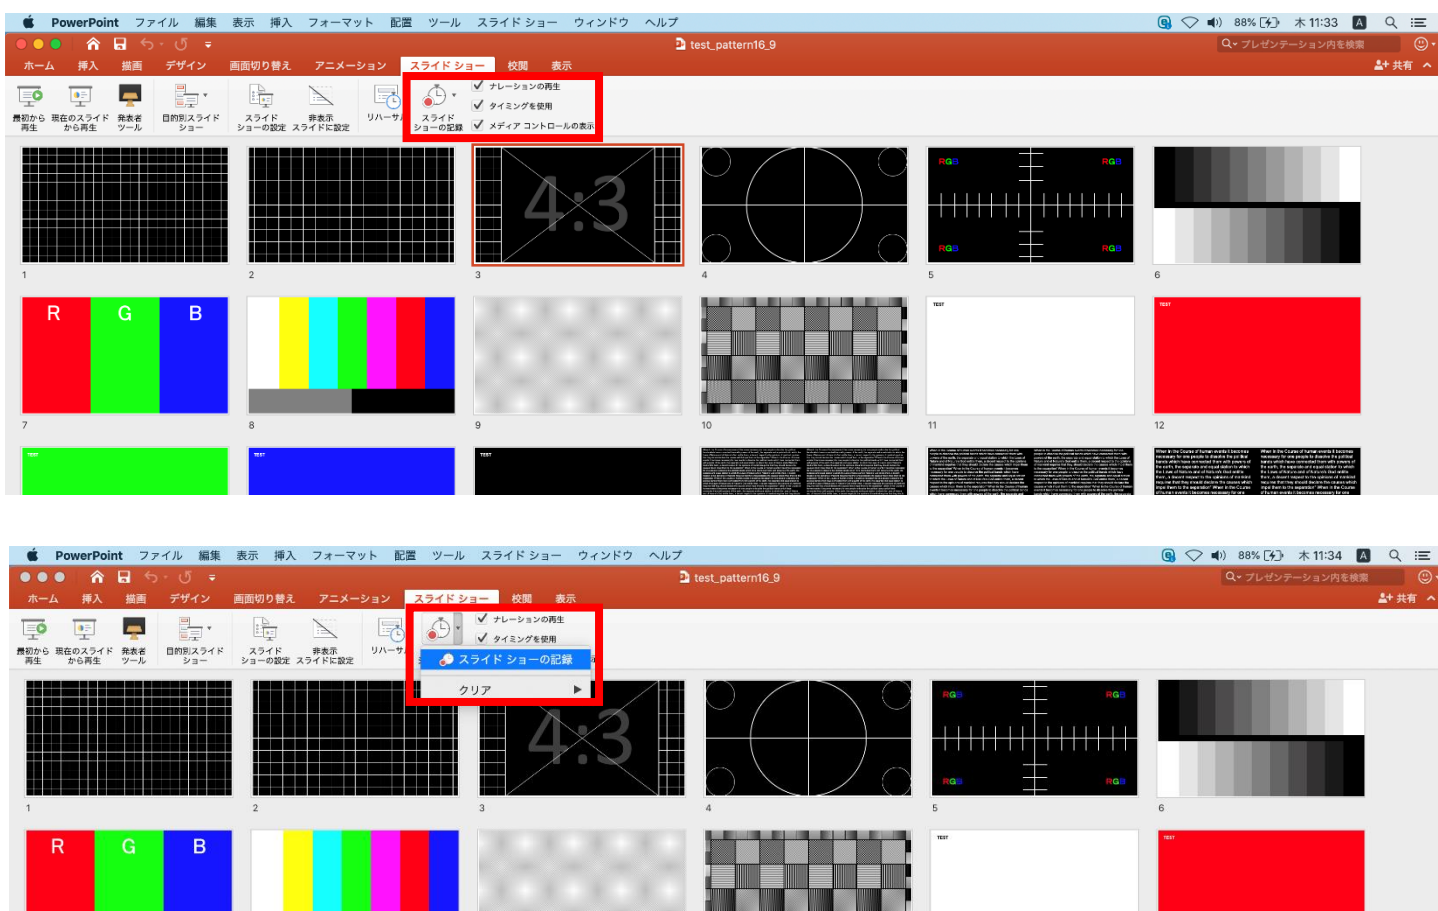 PowerPoint ファイル 編集 表示 挿入 フォーマット 配置 ツール スライド ショー ウィンドウ ヘルプ 88% 木 11:33 A
test_pattern16_9 プレゼンテーション内を検索
ホーム 挿入 描画 デザイン 画面切り替え アニメーション スライド ショー 校閲 表示 共有
最初から再生 現在のスライドから再生 発表者ツール 目的別スライドショー スライドショーの設定 非表示スライドに設定 リハーサル スライドショーの記録
ナレーションの再生
タイミングを使用
メディア コントロールの表示
4:3
RGB RGB
RGB RGB
1 2 3 4 5 6
R G B
TEST TEST
7 8 9 10 11 12
TEST TEST TEST
PowerPoint ファイル 編集 表示 挿入 フォーマット 配置 ツール スライド ショー ウィンドウ ヘルプ 88% 木 11:34 A
test_pattern16_9 プレゼンテーション内を検索
ホーム 挿入 描画 デザイン 画面切り替え アニメーション スライド ショー 校閲 表示 共有
最初から再生 現在のスライドから再生 発表者ツール 目的別スライドショー スライドショーの設定 非表示スライドに設定
ナレーションの再生
タイミングを使用
スライド ショーの記録
クリア
4:3
RGB RGB
RGB RGB
1 2 3 4 5 6
R G B
TEST TEST